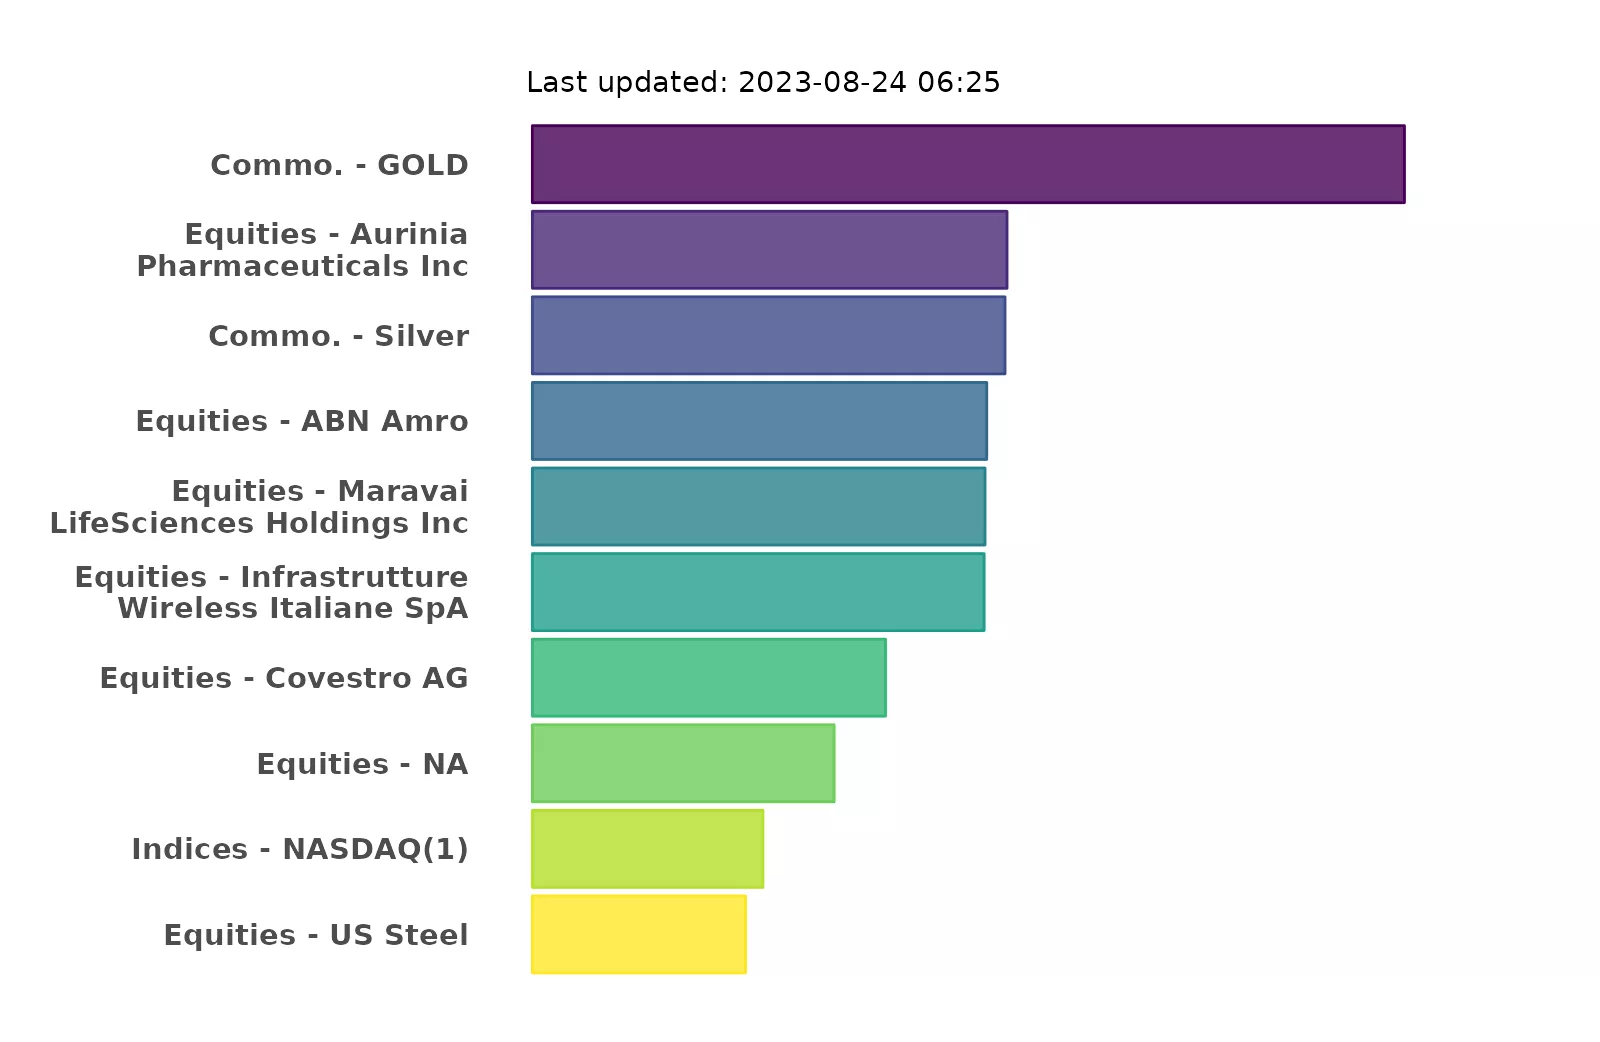 Last updated: 2023-08-24 06:25
Commo. - GOLD
Equities - Aurinia
Pharmaceuticals Inc
Commo. - Silver
Equities - ABN Amro
Equities - Maravai
LifeSciences Holdings Inc
Equities - Infrastrutture
Wireless Italiane SpA
Equities - Covestro AG
Equities - NA
Indices - NASDAQ(1)
Equities - US Steel